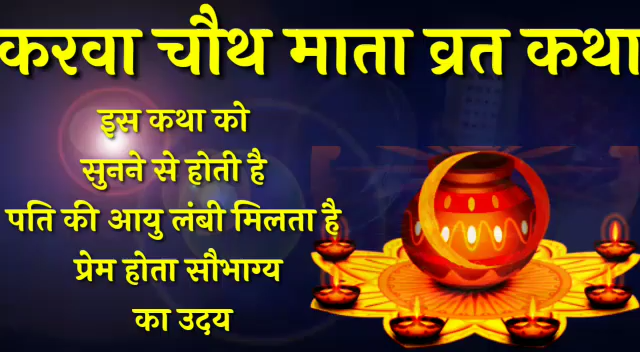 करवा चौथ माता व्रत कथा
इस कथा को
सुनने से होती है
पति की आयु लंबी मिलता है
प्रेम होता सौभाग्य
का उदय